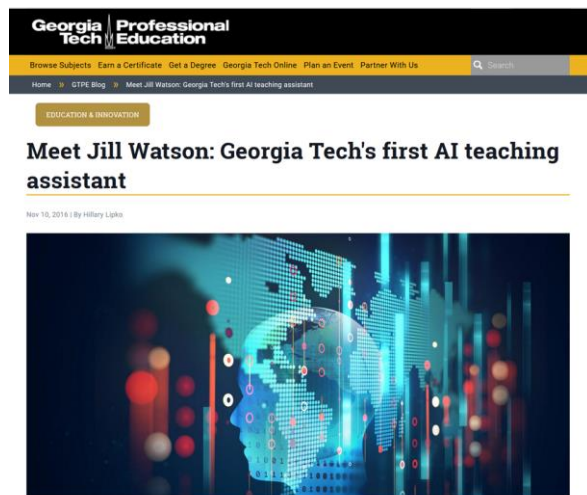 Georgia Professional
Tech Education
Browse Subjects Earn a Certificate Get a Degree Georgia Tech Online Plan an Event Partner With Us Search
Home » GTPE Blog » Meet Jill Watson: Georgia Tech's first AI teaching assistant
EDUCATION & INNOVATION
Meet Jill Watson: Georgia Tech's first AI teaching
assistant
Nov 10, 2016 | By Hillary Lipko